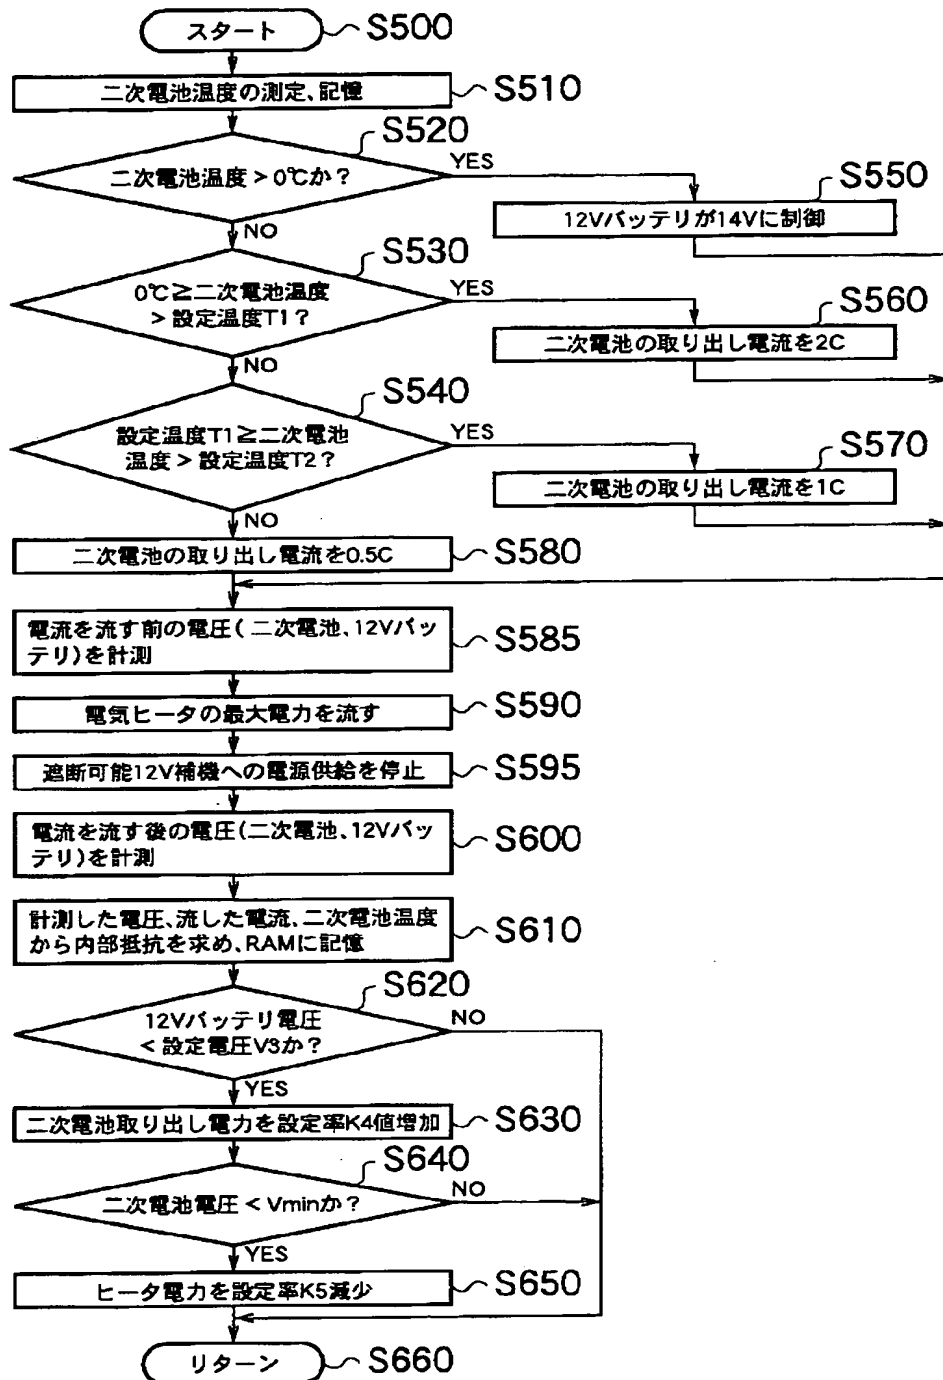 スタート
S500
二次電池温度の測定、記憶
S510
S520
二次電池温度 > 0℃か?
YES
NO
S550
12Vバッテリが14Vに制御
S530
0℃≧二次電池温度
> 設定温度T1?
YES
NO
S560
二次電池の取り出し電流を2C
S540
設定温度T1≧二次電池
温度 > 設定温度T2?
YES
NO
S570
二次電池の取り出し電流を1C
二次電池の取り出し電流を0.5C
S580
電流を流す前の電圧(二次電池、12Vバッ
テリ)を計測
S585
電気ヒータの最大電力を流す
S590
遮断可能12V補機への電源供給を停止
S595
電流を流す後の電圧(二次電池、12Vバッ
テリ)を計測
S600
計測した電圧、流した電流、二次電池温度
から内部抵抗を求め、RAMに記憶
S610
S620
12Vバッテリ電圧
< 設定電圧V3か?
NO
YES
二次電池取り出し電力を設定率K4値増加
S630
S640
二次電池電圧 < Vminか?
NO
YES
ヒータ電力を設定率K5減少
S650
リターン
S660